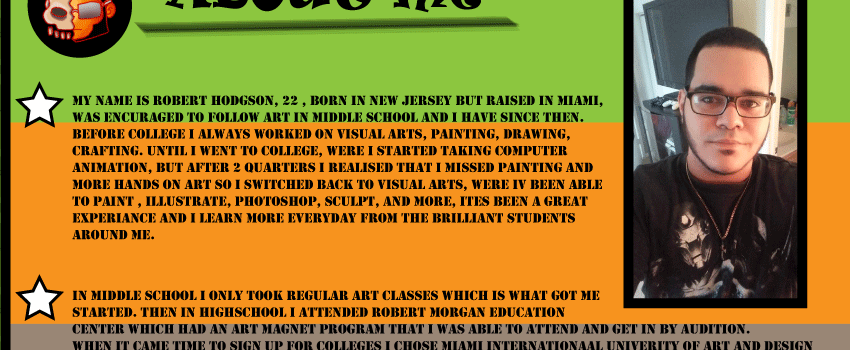 About me
MY NAME IS ROBERT HODGSON, 22 , BORN IN NEW JERSEY BUT RAISED IN MIAMI,
WAS ENCURAGED TO FOLLOW ART IN MIDDLE SCHOOL AND I HAVE SINCE THEN.
BEFORE COLLEGE I ALWAYS WORKED ON VISUAL ARTS, PAINTING, DRAWING,
CRAFTING. UNTIL I WENT TO COLLEGE, WERE I STARTED TAKING COMPUTER
ANIMATION, BUT AFTER 2 QUARTERS I REALISED THAT I MISSED PAINTING AND
MORE HANDS ON ART SO I SWITCHED BACK TO VISUAL ARTS, WERE IV BEEN ABLE
TO PAINT , ILLUSTRATE, PHOTOSHOP, SCULPT, AND MORE, ITES BEEN A GREAT
EXPERIANCE AND I LEARN MORE EVERYDAY FROM THE BRILLIANT STUDENTS
AROUND ME.
IN MIDDLE SCHOOL I ONLY TOOK REGULAR ART CLASSES WHICH IS WHAT GOT ME
STARTED. THEN IN HIGHSCHOOL I ATTENDED ROBERT MORGAN EDUCATION
CENTER WHICH HAD AN ART MAGNET PROGRAM THAT I WAS ABLE TO ATTEND AND GET IN BY AUDITION.
WHEN IT CAME TIME TO SIGN UP FOR COLLEGES I CHOSE MIAMI INTERNATIONAAL UNIVERITY OF ART AND DESIGN